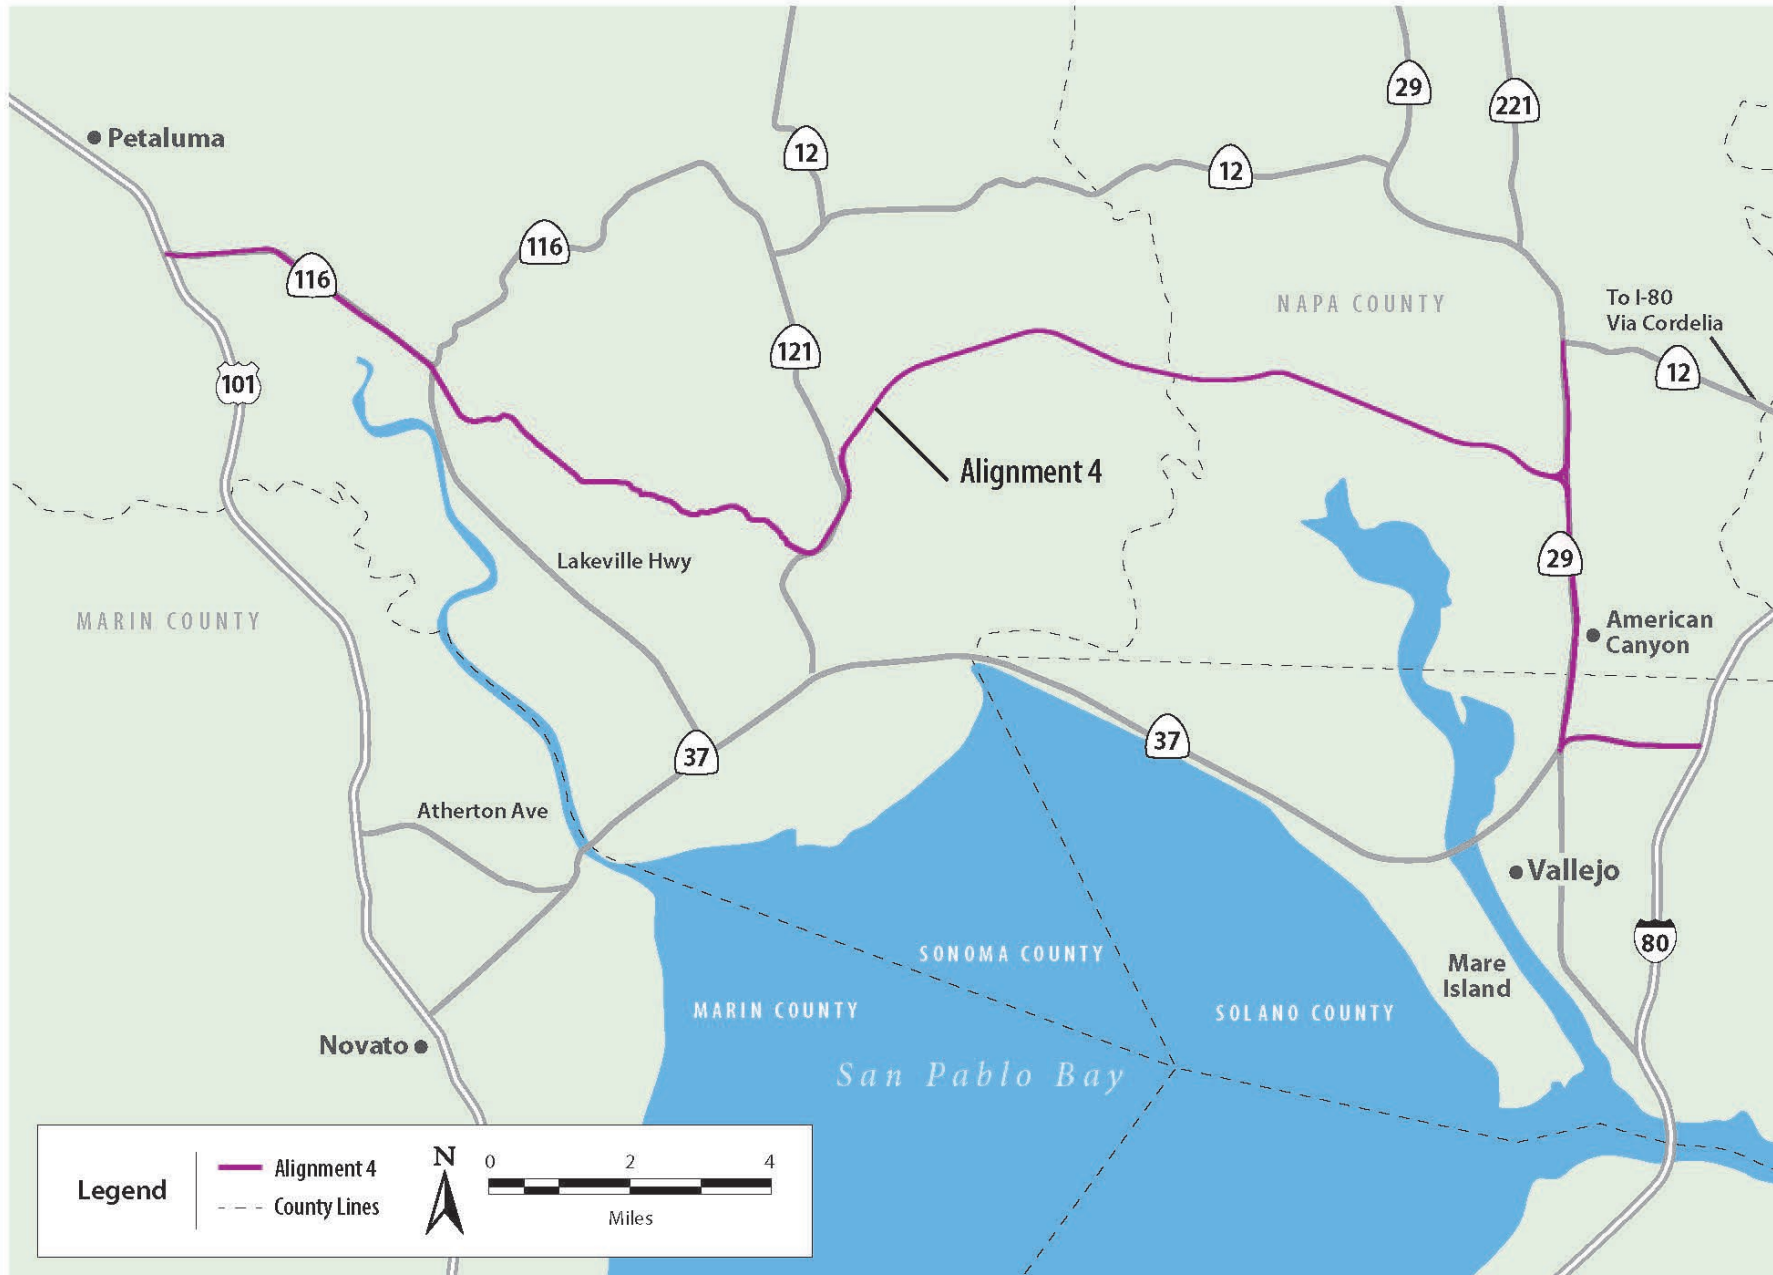 29
221
Petaluma
12
12
116
116
NAPA COUNTY
To I-80
Via Cordelia
121
101
12
Alignment 4
Lakeville Hwy
29
MARIN COUNTY
American
Canyon
37
37
Atherton Ave
Vallejo
80
SONOMA COUNTY
Mare
Island
MARIN COUNTY
SOLANO COUNTY
Novato
San Pablo Bay
Legend
Alignment 4
County Lines
N
0 2 4
Miles